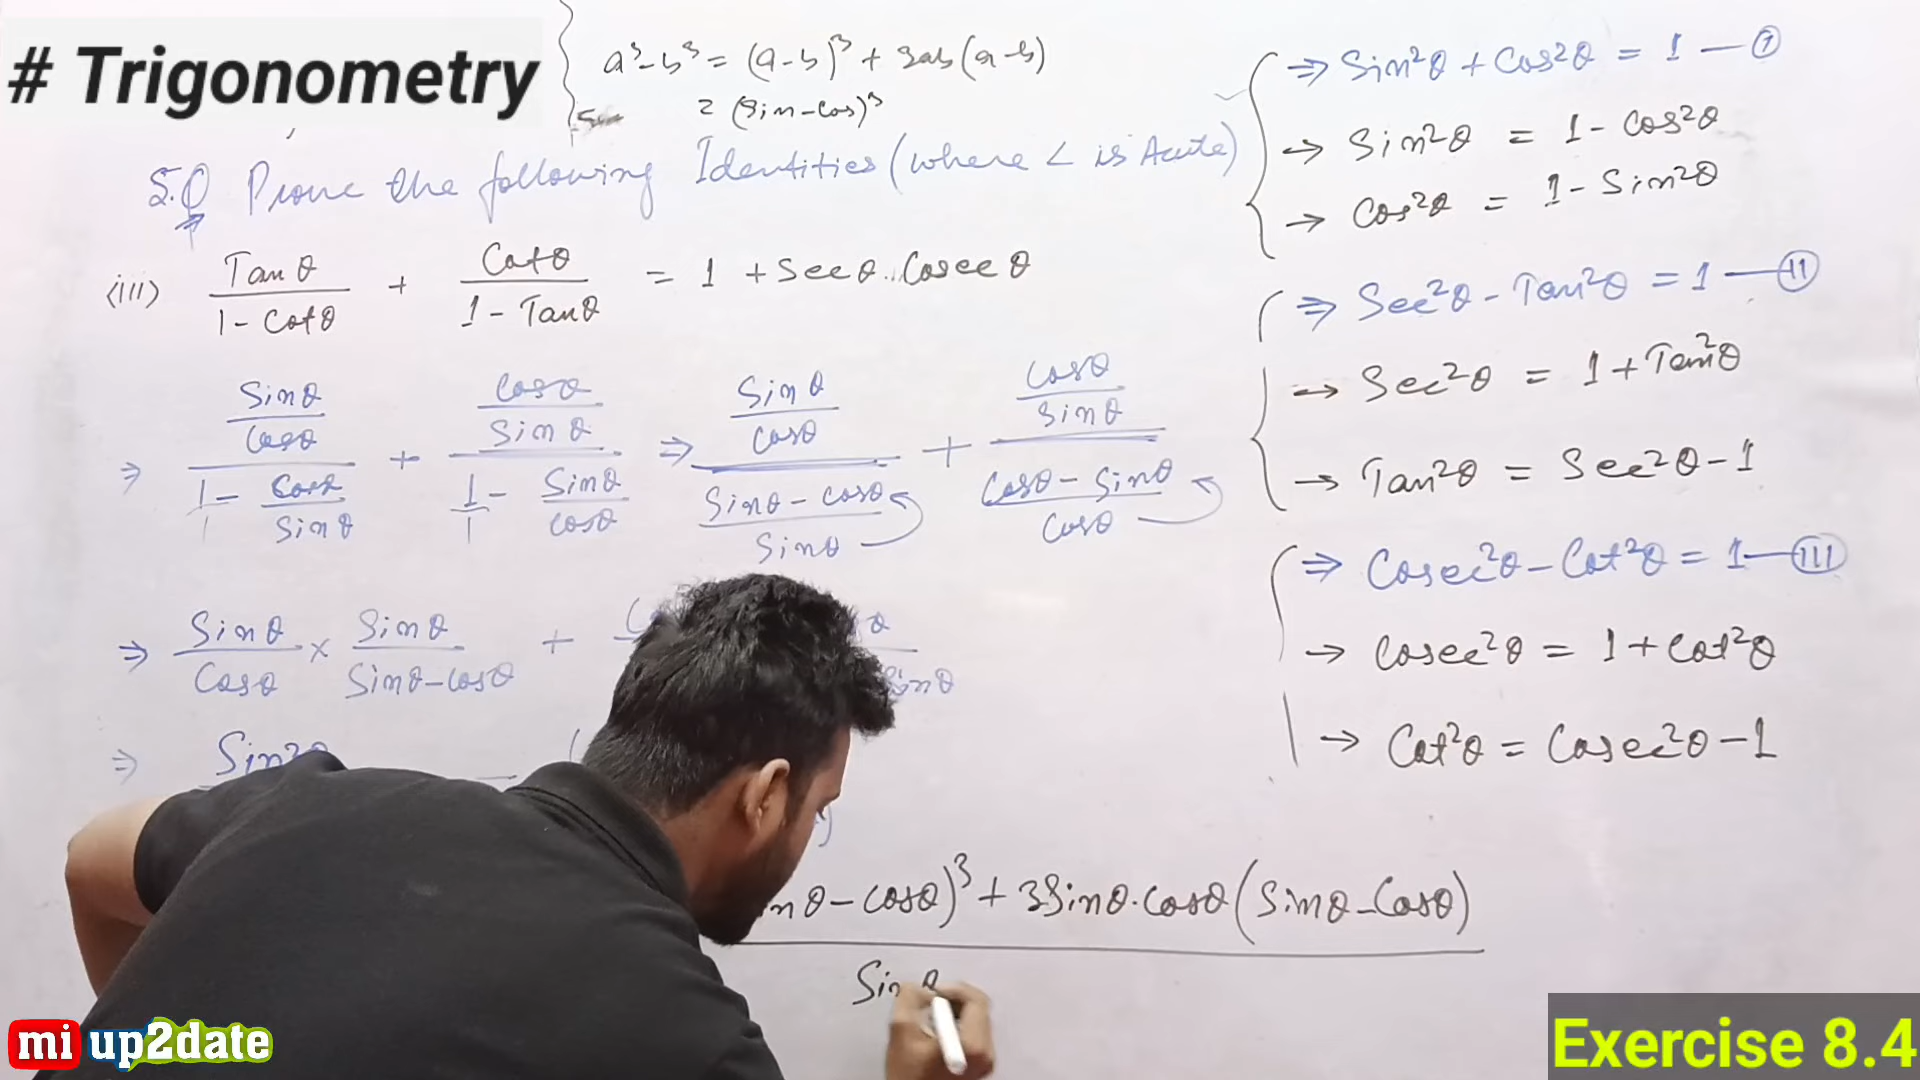 # Trigonometry
a³-b³ = (a-b)³ + 3ab(a-b)
= (Sin-Cos)³
5.Q Prove the following Identities (where ∠ is Acute)
(iii) Tanθ/(1-Cotθ) + Cotθ/(1-Tanθ) = 1 + Secθ.Cosecθ
⇒ (Sinθ/Cosθ)/(1/1 - Cosθ/Sinθ) + (Cosθ/Sinθ)/(1/1 - Sinθ/Cosθ) ⇒ (Sinθ/Cosθ)/((Sinθ-Cosθ)/Sinθ) + (Cosθ/Sinθ)/((Cosθ-Sinθ)/Cosθ)
⇒ Sinθ/Cosθ × Sinθ/(Sinθ-Cosθ) +
⇒ Sin²θ
θ-Cosθ)³ + 3Sinθ.Cosθ(Sinθ-Cosθ)
Sinθ
⇒ Sin²θ + Cos²θ = 1 — I
→ Sin²θ = 1 - Cos²θ
→ Cos²θ = 1 - Sin²θ
⇒ Sec²θ - Tan²θ = 1 — II
→ Sec²θ = 1 + Tan²θ
→ Tan²θ = Sec²θ - 1
⇒ Cosec²θ - Cot²θ = 1 — III
→ Cosec²θ = 1 + Cot²θ
→ Cot²θ = Cosec²θ - 1
mi up2date
Exercise 8.4